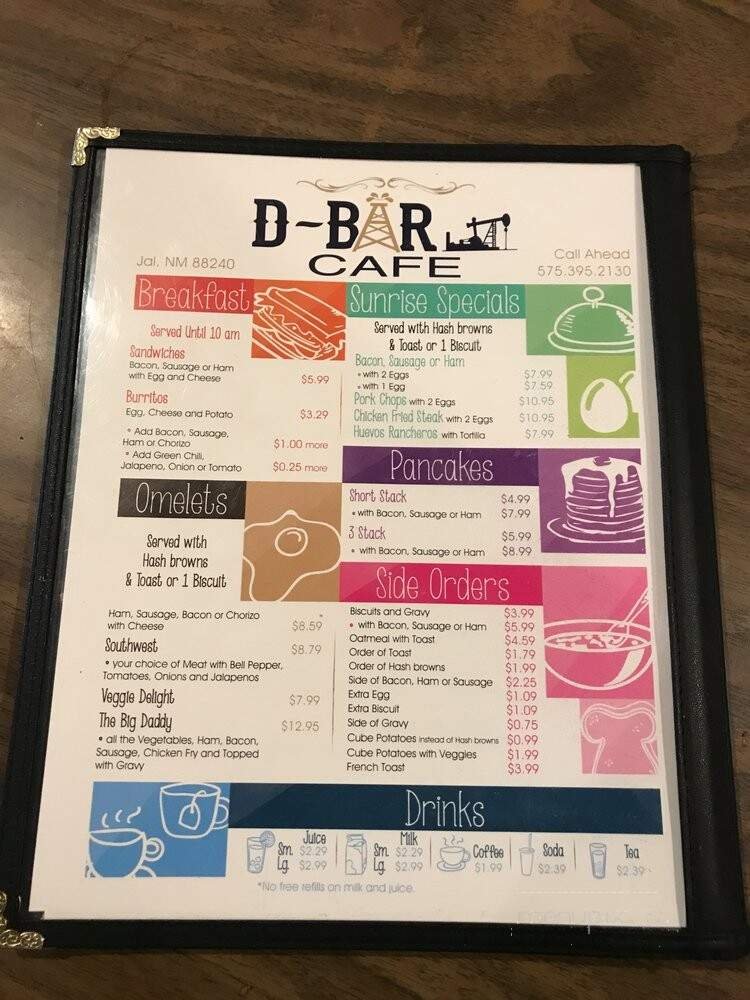 D-BAR
CAFE
Jal, NM 88240
Call Ahead
575.395.2130
Breakfast
Served Until 10 am
Sandwiches
Bacon, Sausage or Ham
with Egg and Cheese $5.99
Burritos
Egg, Cheese and Potato $3.29
• Add Bacon, Sausage,
Ham or Chorizo $1.00 more
• Add Green Chili,
Jalapeno, Onion or Tomato $0.25 more
Omelets
Served with
Hash browns
& Toast or 1 Biscuit
Ham, Sausage, Bacon or Chorizo
with Cheese $8.59
Southwest $8.79
• your choice of Meat with Bell Pepper,
Tomatoes, Onions and Jalapenos
Veggie Delight $7.99
The Big Daddy $12.95
• all the Vegetables, Ham, Bacon,
Sausage, Chicken Fry and Topped
with Gravy
Sunrise Specials
Served with Hash browns
& Toast or 1 Biscuit
Bacon, Sausage or Ham
• with 2 Eggs $7.99
• with 1 Egg $7.59
Pork Chops with 2 Eggs $10.95
Chicken Fried Steak with 2 Eggs $10.95
Huevos Rancheros with Tortilla $7.99
Pancakes
Short Stack $4.99
• with Bacon, Sausage or Ham $7.99
3 Stack $5.99
• with Bacon, Sausage or Ham $8.99
Side Orders
Biscuits and Gravy $3.99
• with Bacon, Sausage or Ham $5.99
Oatmeal with Toast $4.59
Order of Toast $1.79
Order of Hash browns $1.99
Side of Bacon, Ham or Sausage $2.25
Extra Egg $1.09
Extra Biscuit $1.09
Side of Gravy $0.75
Cube Potatoes instead of Hash browns $0.99
Cube Potatoes with Veggies $1.99
French Toast $3.99
Drinks
Juice
Sm. $2.29
Lg. $2.99
Milk
Sm. $2.29
Lg. $2.99
Coffee
$1.99
Soda
$2.39
Tea
$2.39
*No free refills on milk and juice.